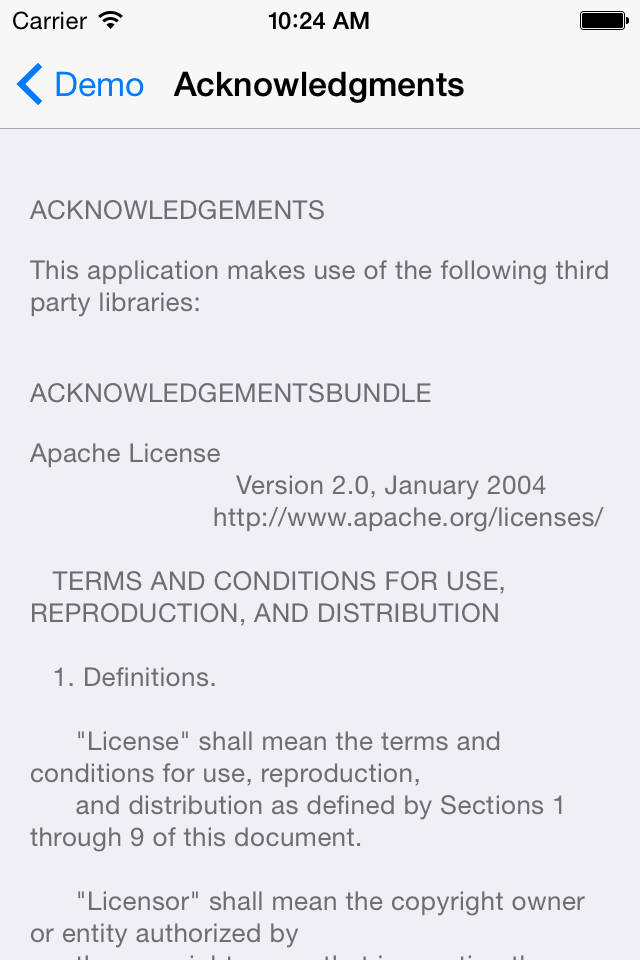 Carrier 10:24 AM
Demo Acknowledgments
ACKNOWLEDGEMENTS
This application makes use of the following third
party libraries:
ACKNOWLEDGEMENTSBUNDLE
Apache License
Version 2.0, January 2004
http://www.apache.org/licenses/
TERMS AND CONDITIONS FOR USE,
REPRODUCTION, AND DISTRIBUTION
1. Definitions.
"License" shall mean the terms and
conditions for use, reproduction,
and distribution as defined by Sections 1
through 9 of this document.
"Licensor" shall mean the copyright owner
or entity authorized by